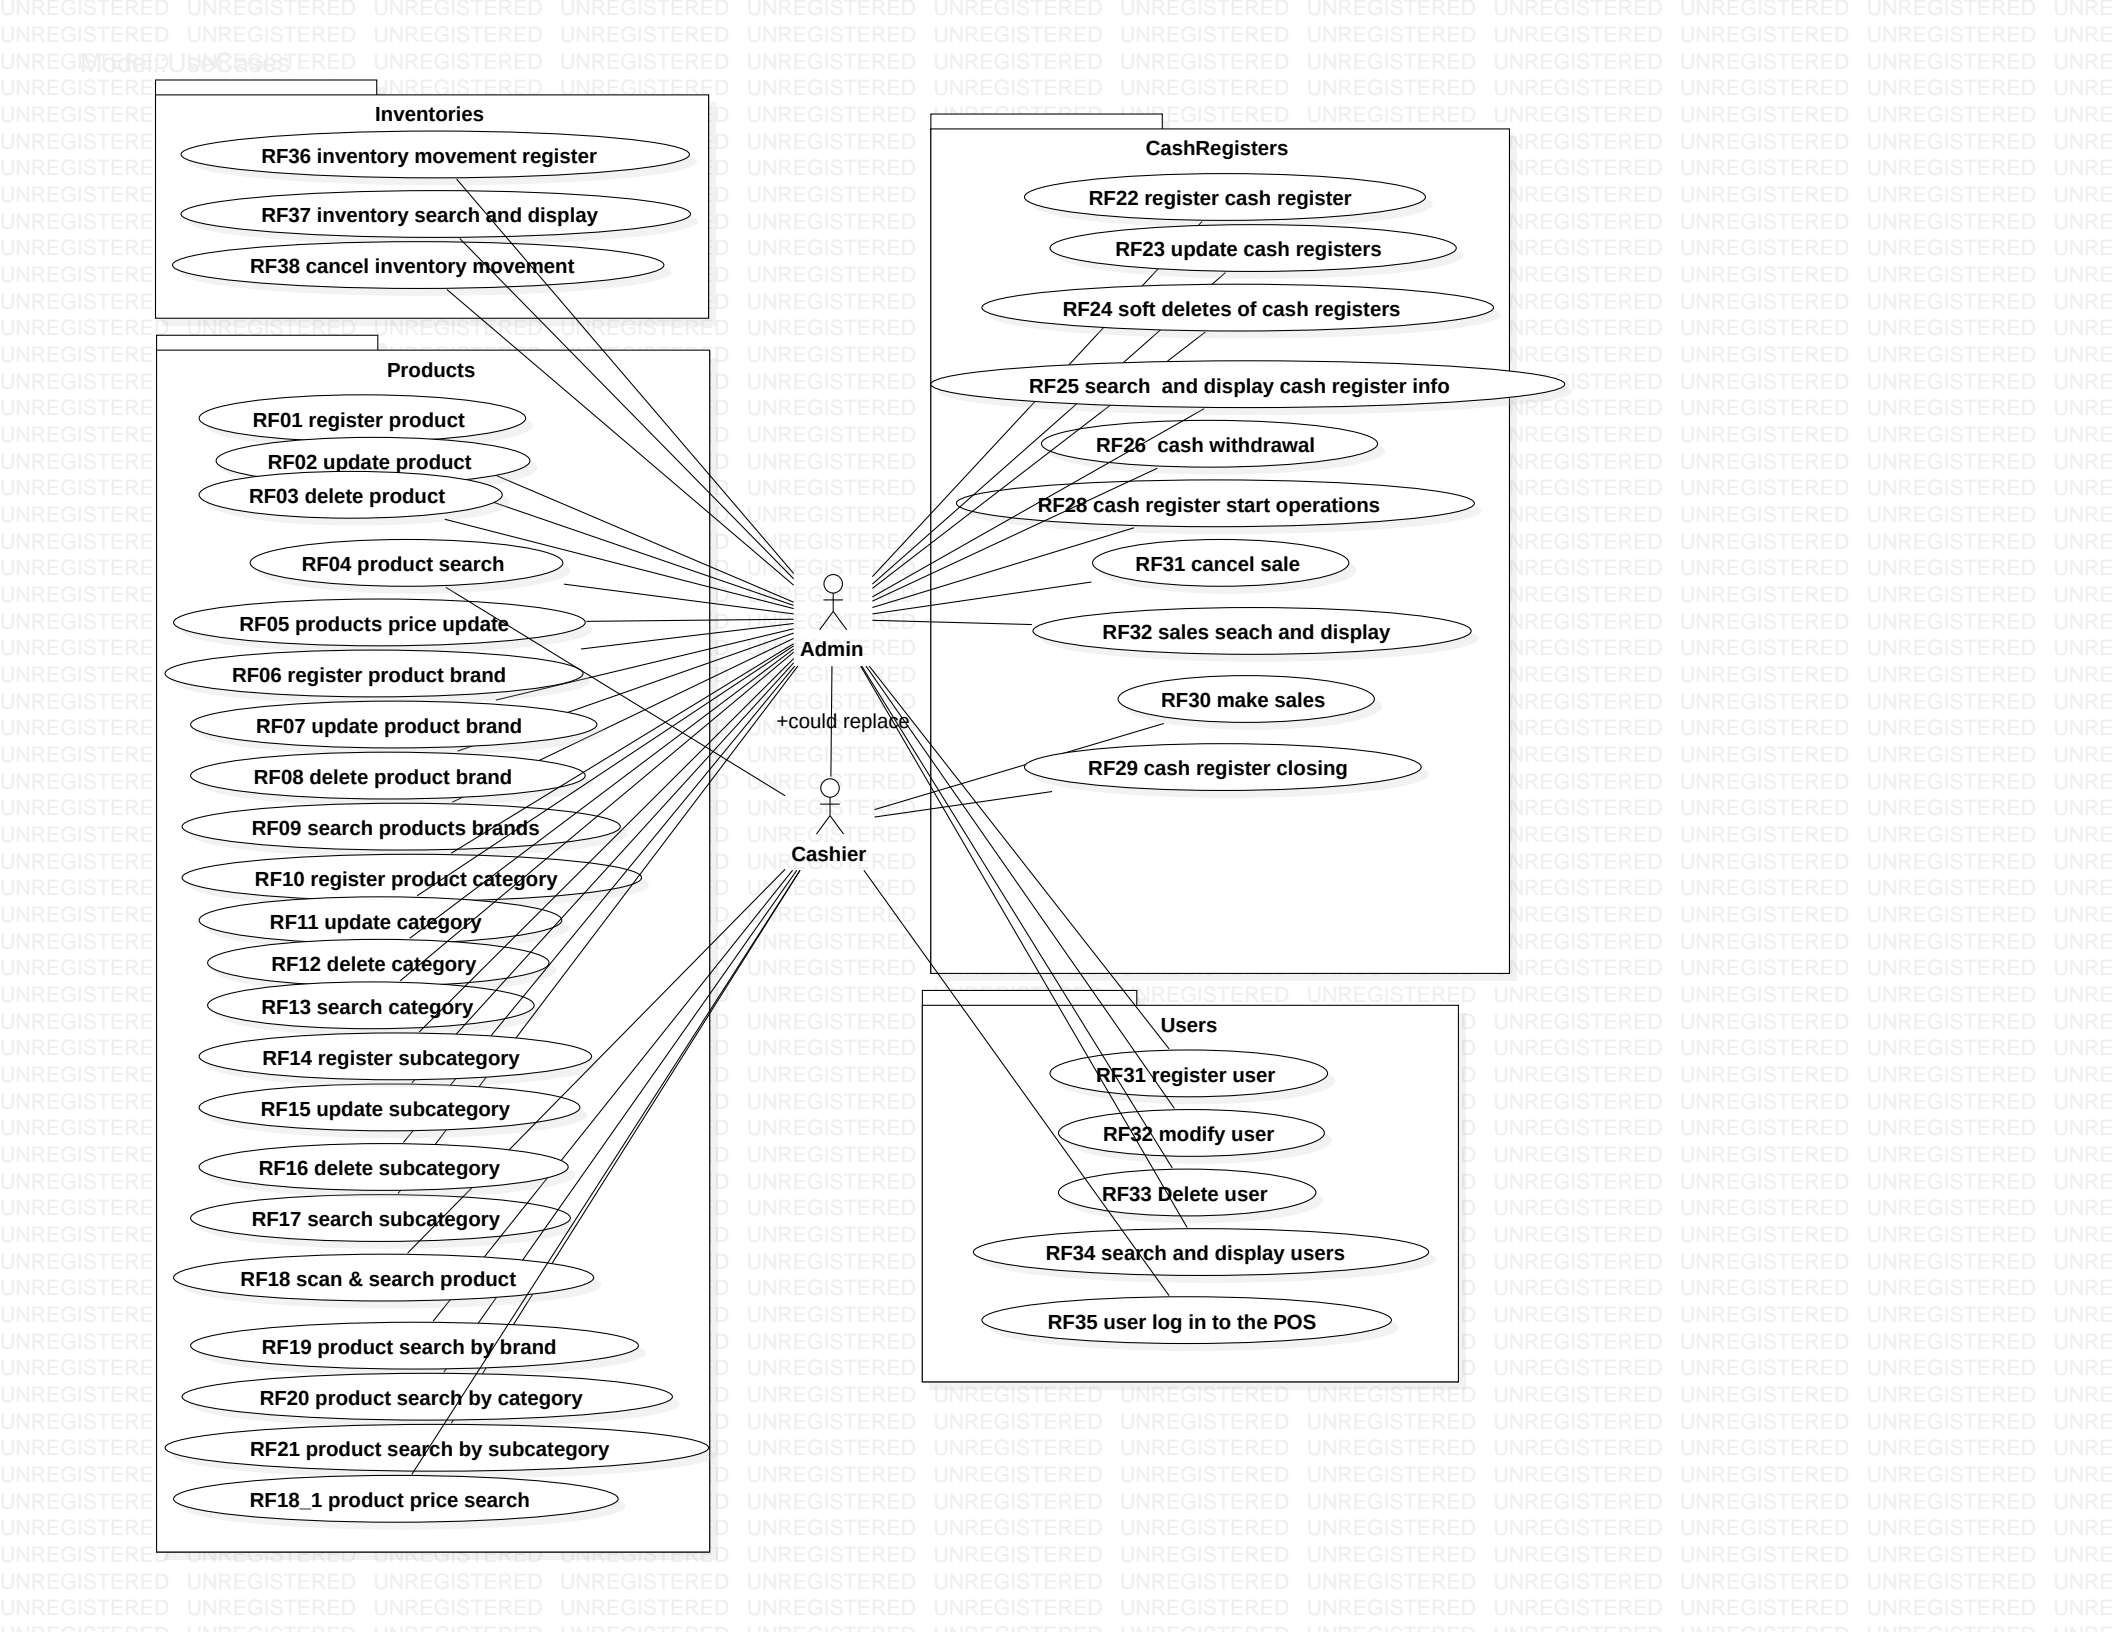 Model::UseCases
Inventories
RF36 inventory movement register
RF37 inventory search and display
RF38 cancel inventory movement
Products
RF01 register product
RF02 update product
RF03 delete product
RF04 product search
RF05 products price update
RF06 register product brand
RF07 update product brand
RF08 delete product brand
RF09 search products brands
RF10 register product category
RF11 update category
RF12 delete category
RF13 search category
RF14 register subcategory
RF15 update subcategory
RF16 delete subcategory
RF17 search subcategory
RF18 scan & search product
RF19 product search by brand
RF20 product search by category
RF21 product search by subcategory
RF18_1 product price search
Admin
+could replace
Cashier
CashRegisters
RF22 register cash register
RF23 update cash registers
RF24 soft deletes of cash registers
RF25 search  and display cash register info
RF26  cash withdrawal
RF28 cash register start operations
RF31 cancel sale
RF32 sales seach and display
RF30 make sales
RF29 cash register closing
Users
RF31 register user
RF32 modify user
RF33 Delete user
RF34 search and display users
RF35 user log in to the POS
UNREGISTERED